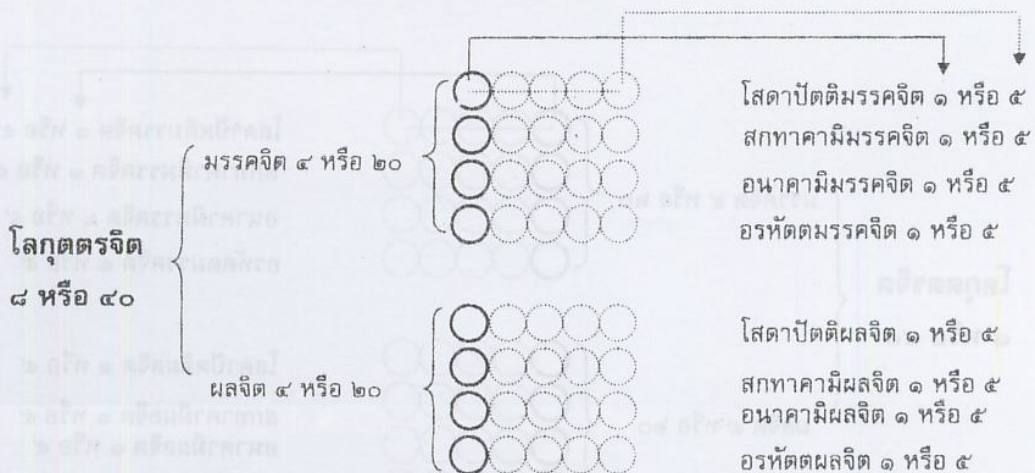 โสดาปัตติมรรคจิต ๑ หรือ ๕
สกทาคามิมรรคจิต ๑ หรือ ๕
มรรคจิต ๔ หรือ ๒๐
อนาคามิมรรคจิต ๑ หรือ ๕
อรหัตตมรรคจิต ๑ หรือ ๕
โลกุตตรจิต
๘ หรือ ๔๐
โสดาปัตติผลจิต ๑ หรือ ๕
ผลจิต ๔ หรือ ๒๐
สกทาคามิผลจิต ๑ หรือ ๕
อนาคามิผลจิต ๑ หรือ ๕
อรหัตตผลจิต ๑ หรือ ๕